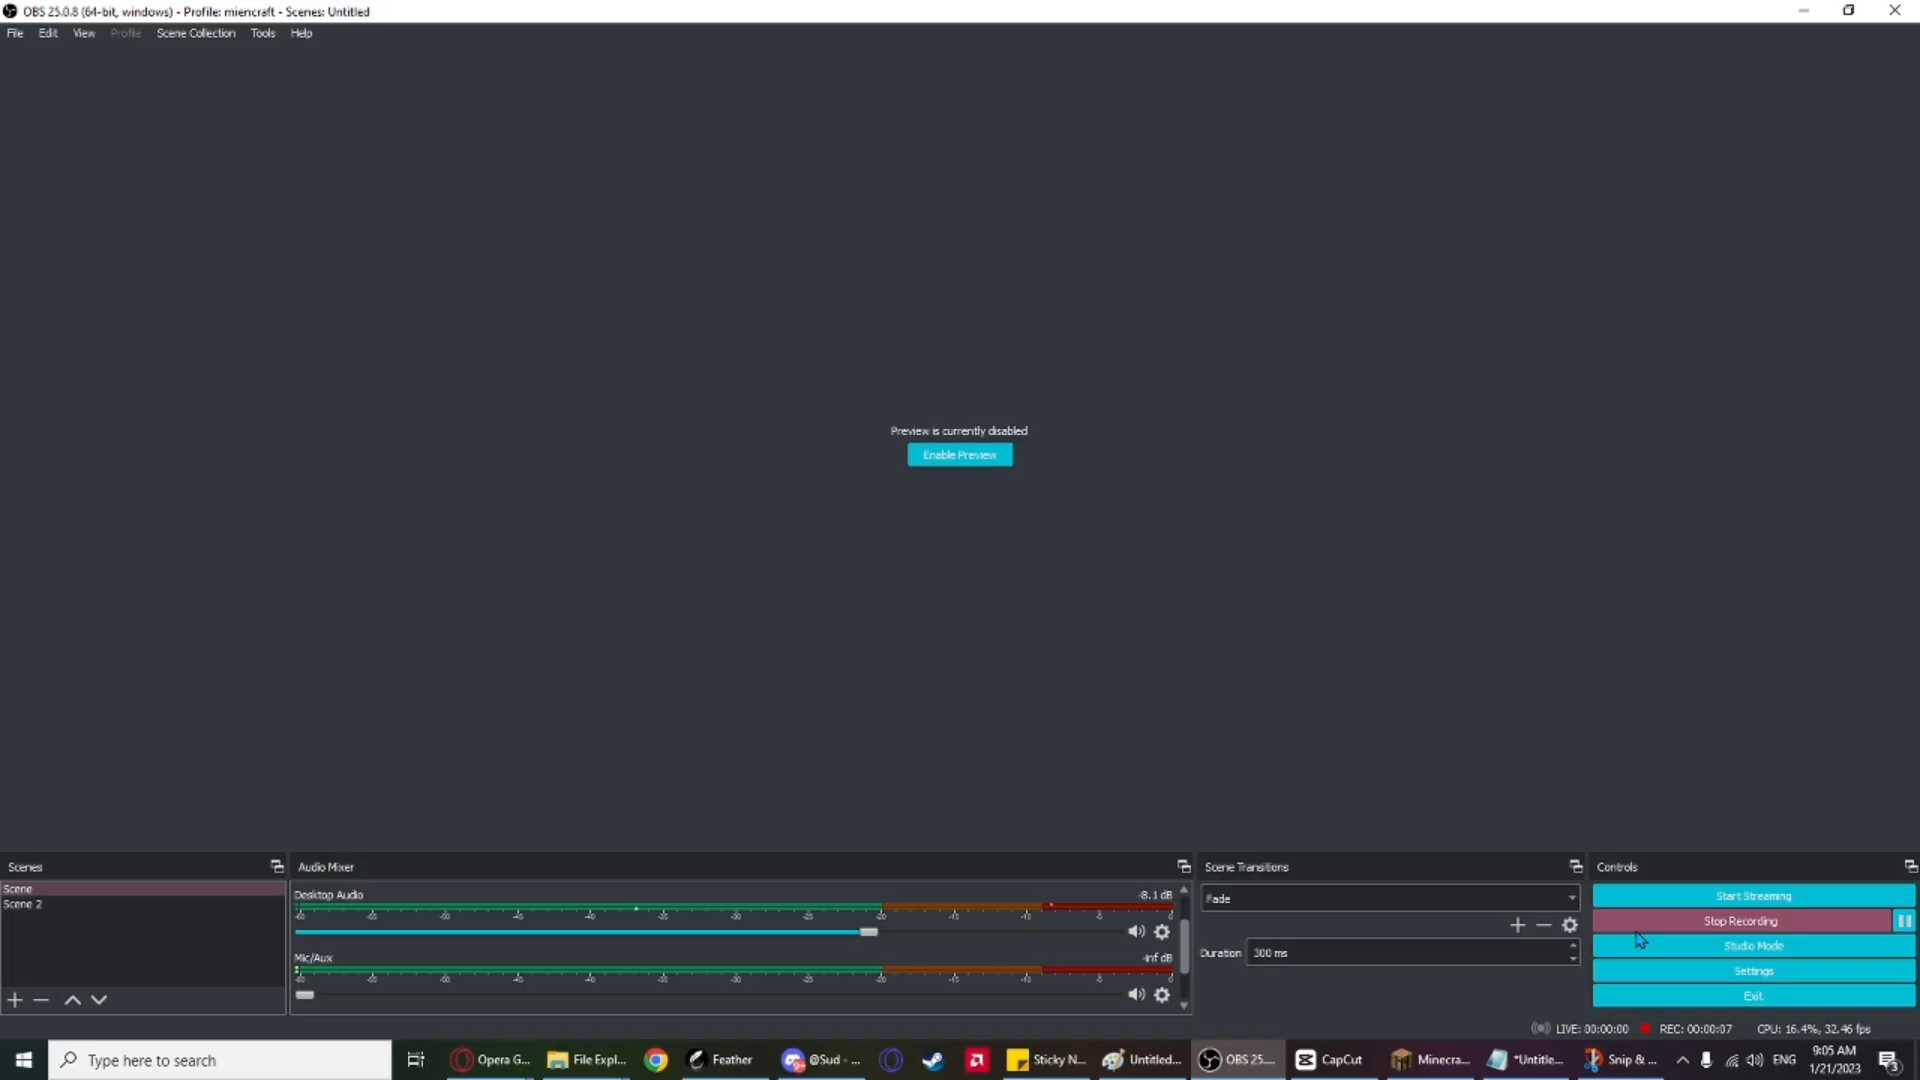 OBS 25.0.8 (64-bit, windows) - Profile: miencraft - Scenes: Untitled
File Edit View Profile Scene Collection Tools Help
Preview is currently disabled
Enable Preview
Scenes
Scene
Scene 2
Audio Mixer
Desktop Audio -8.1 dB
Mic/Aux -inf dB
Scene Transitions
Fade
Duration 300 ms
Controls
Start Streaming
Stop Recording
Studio Mode
Settings
Exit
LIVE: 00:00:00 REC: 00:00:07 CPU: 16.4%, 32.46 fps
Type here to search
Opera G...
File Expl...
Feather
@Sud - ...
Sticky N...
Untitled...
OBS 25....
CapCut
Minecra...
*Untitle...
Snip & ...
ENG
9:05 AM
1/21/2023
3